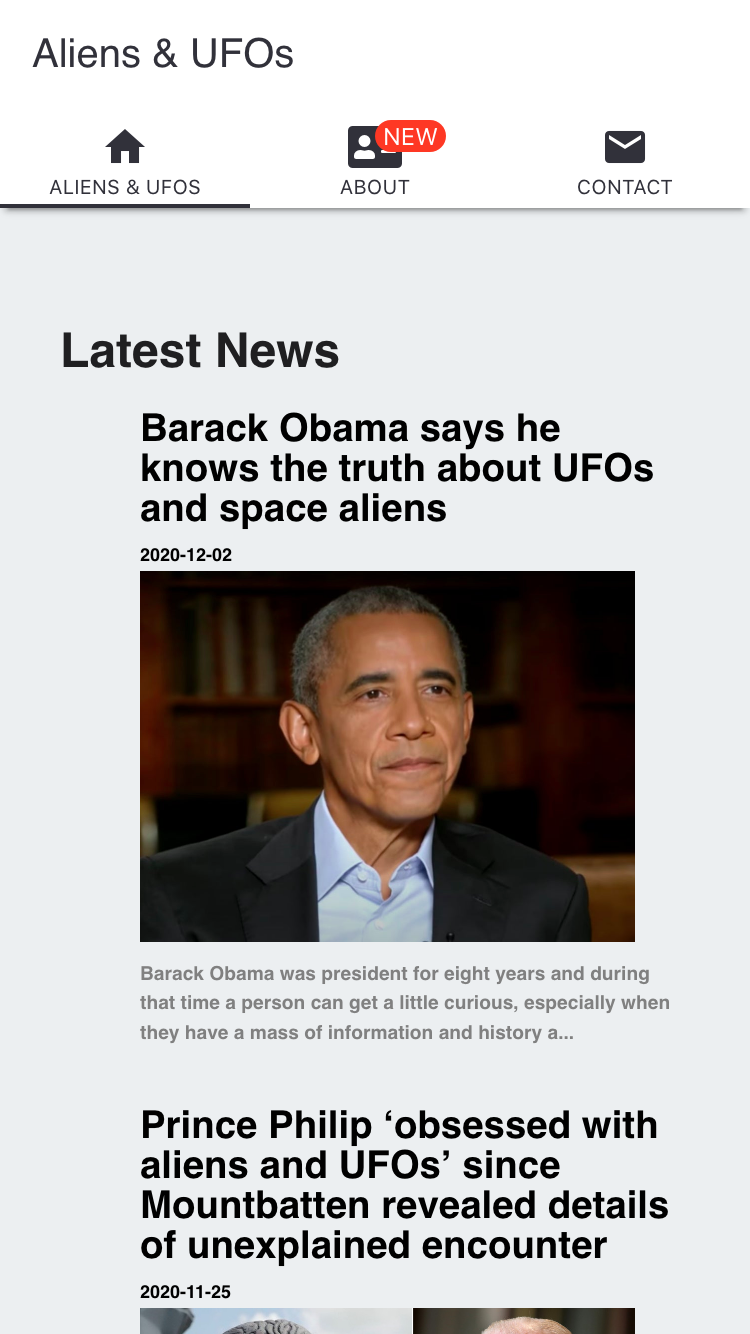 Aliens & UFOs
NEW
ALIENS & UFOS
ABOUT
CONTACT
Latest News
Barack Obama says he
knows the truth about UFOs
and space aliens
2020-12-02
Barack Obama was president for eight years and during
that time a person can get a little curious, especially when
they have a mass of information and history a...
Prince Philip ‘obsessed with
aliens and UFOs’ since
Mountbatten revealed details
of unexplained encounter
2020-11-25